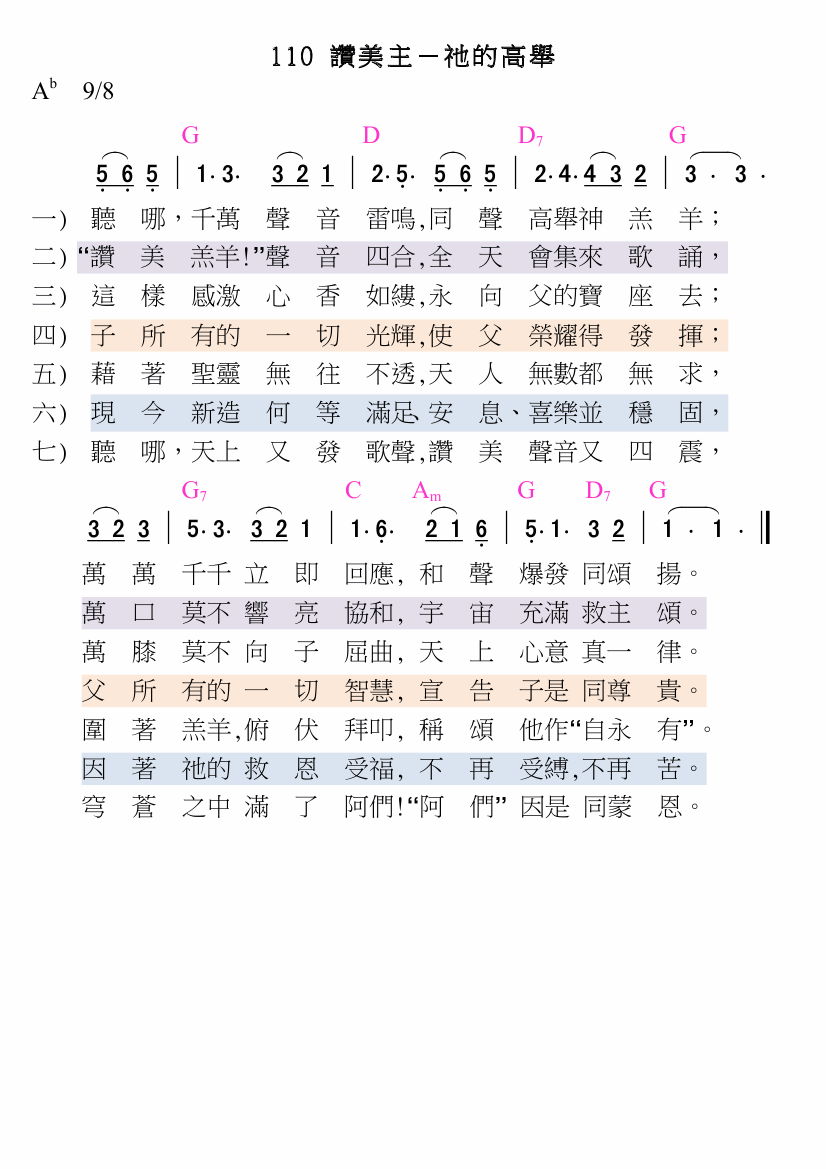 110 讚美主－祂的高舉
A♭ 9/8
G D D7 G
5 6 5 | 1· 3· 3 2 1 | 2· 5· 5 6 5 | 2· 4· 4 3 2 | 3 · 3 ·
一) 聽 哪，千萬 聲 音 雷鳴,同 聲 高舉神 羔 羊；
二) “讚 美 羔羊!”聲 音 四合,全 天 會集來 歌 誦，
三) 這 樣 感激 心 香 如縷,永 向 父的寶 座 去；
四) 子 所 有的 一 切 光輝,使 父 榮耀得 發 揮；
五) 藉 著 聖靈 無 往 不透,天 人 無數都 無 求，
六) 現 今 新造 何 等 滿足、安 息、喜樂並 穩 固，
七) 聽 哪，天上 又 發 歌聲,讚 美 聲音又 四 震，
G7 C Am G D7 G
3 2 3 | 5· 3· 3 2 1 | 1· 6· 2 1 6 | 5· 1· 3 2 | 1 · 1 · ‖
萬 萬 千千 立 即 回應, 和 聲 爆發 同頌 揚。
萬 口 莫不 響 亮 協和, 宇 宙 充滿 救主 頌。
萬 膝 莫不 向 子 屈曲, 天 上 心意 真一 律。
父 所 有的 一 切 智慧, 宣 告 子是 同尊 貴。
圍 著 羔羊,俯 伏 拜叩, 稱 頌 他作“自永 有”。
因 著 祂的 救 恩 受福, 不 再 受縛,不再 苦。
穹 蒼 之中 滿 了 阿們!“阿 們” 因是 同蒙 恩。